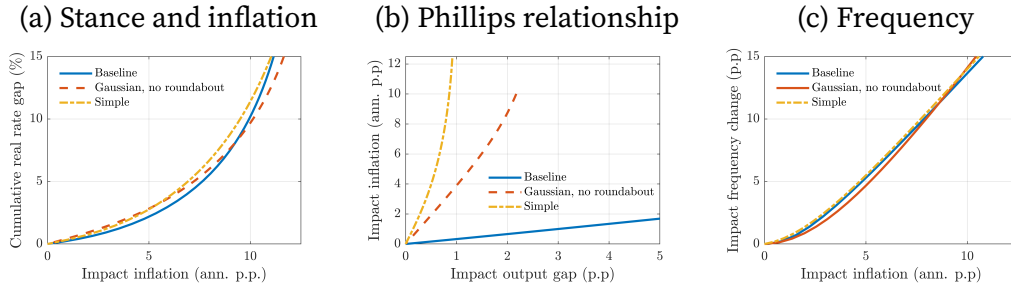 (a) Stance and inflation
Cumulative real rate gap (%)
15
10
5
0
Baseline
Gaussian, no roundabout
Simple
0
5
10
Impact inflation (ann. p.p.)
(b) Phillips relationship
Impact inflation (ann. p.p)
12
10
8
6
4
2
0
Baseline
Gaussian, no roundabout
Simple
0
1
2
3
4
5
Impact output gap (p.p)
(c) Frequency
Impact frequency change (p.p)
15
10
5
0
Baseline
Gaussian, no roundabout
Simple
0
5
10
Impact inflation (ann. p.p)